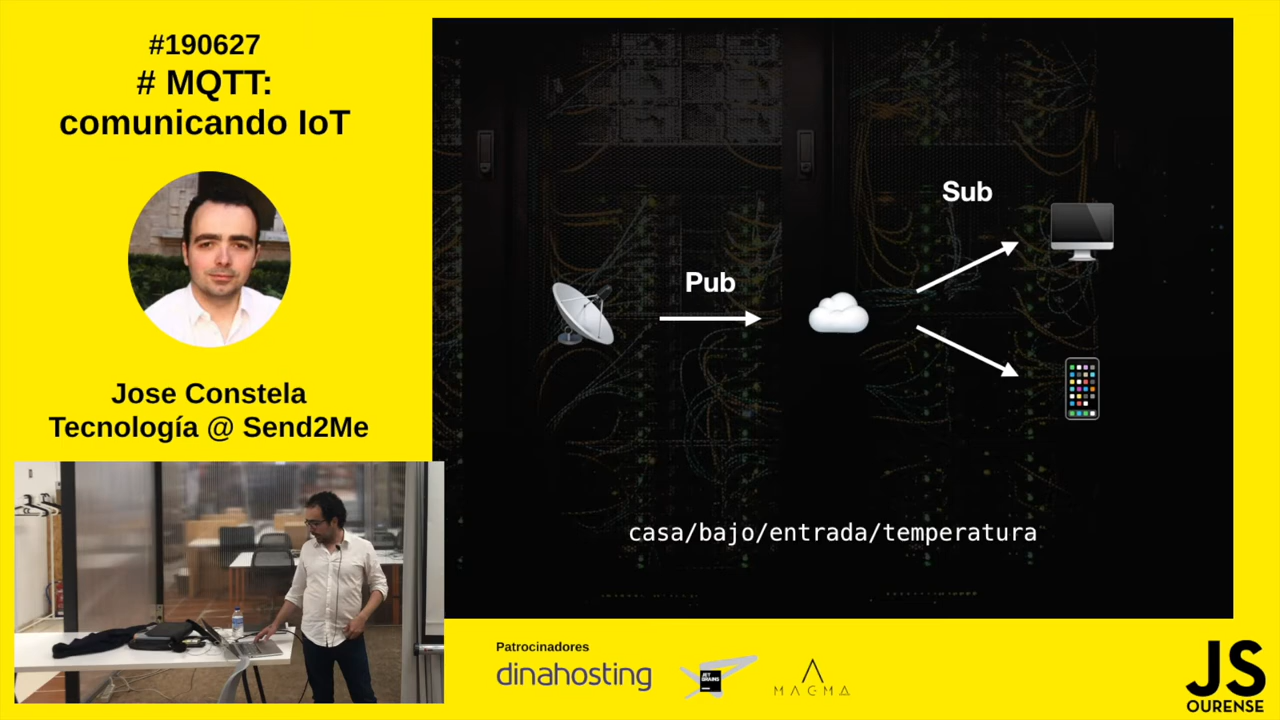 #190627
# MQTT:
comunicando IoT
Jose Constela
Tecnología @ Send2Me
Pub
Sub
casa/bajo/entrada/temperatura
Patrocinadores
dinahosting
JET
BRAINS
MAGMA
JS
OURENSE